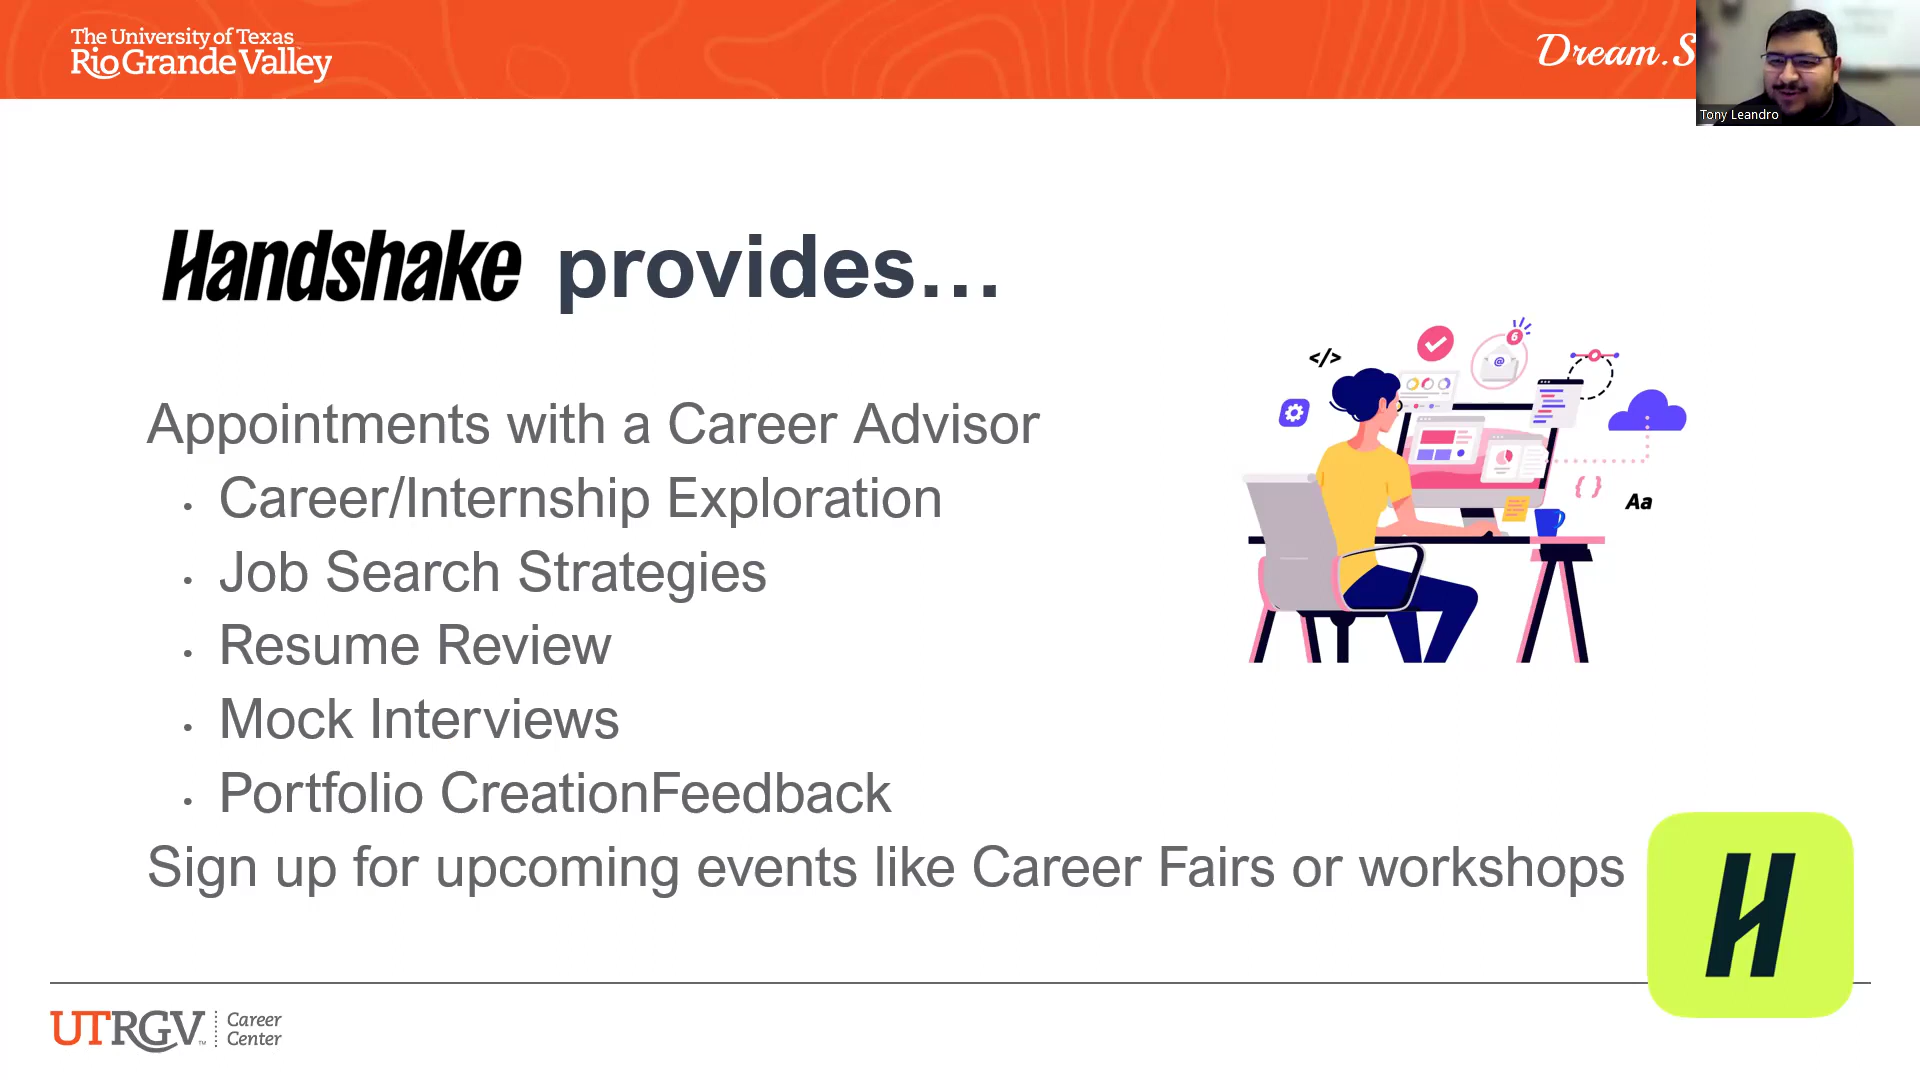 The University of Texas
Rio Grande Valley
Dream.S
Tony Leandro
Handshake provides...
</>
6
@
Appointments with a Career Advisor
• Career/Internship Exploration
{ }
Aa
• Job Search Strategies
• Resume Review
• Mock Interviews
• Portfolio CreationFeedback
Sign up for upcoming events like Career Fairs or workshops
H
UTRGV™ Career
Center